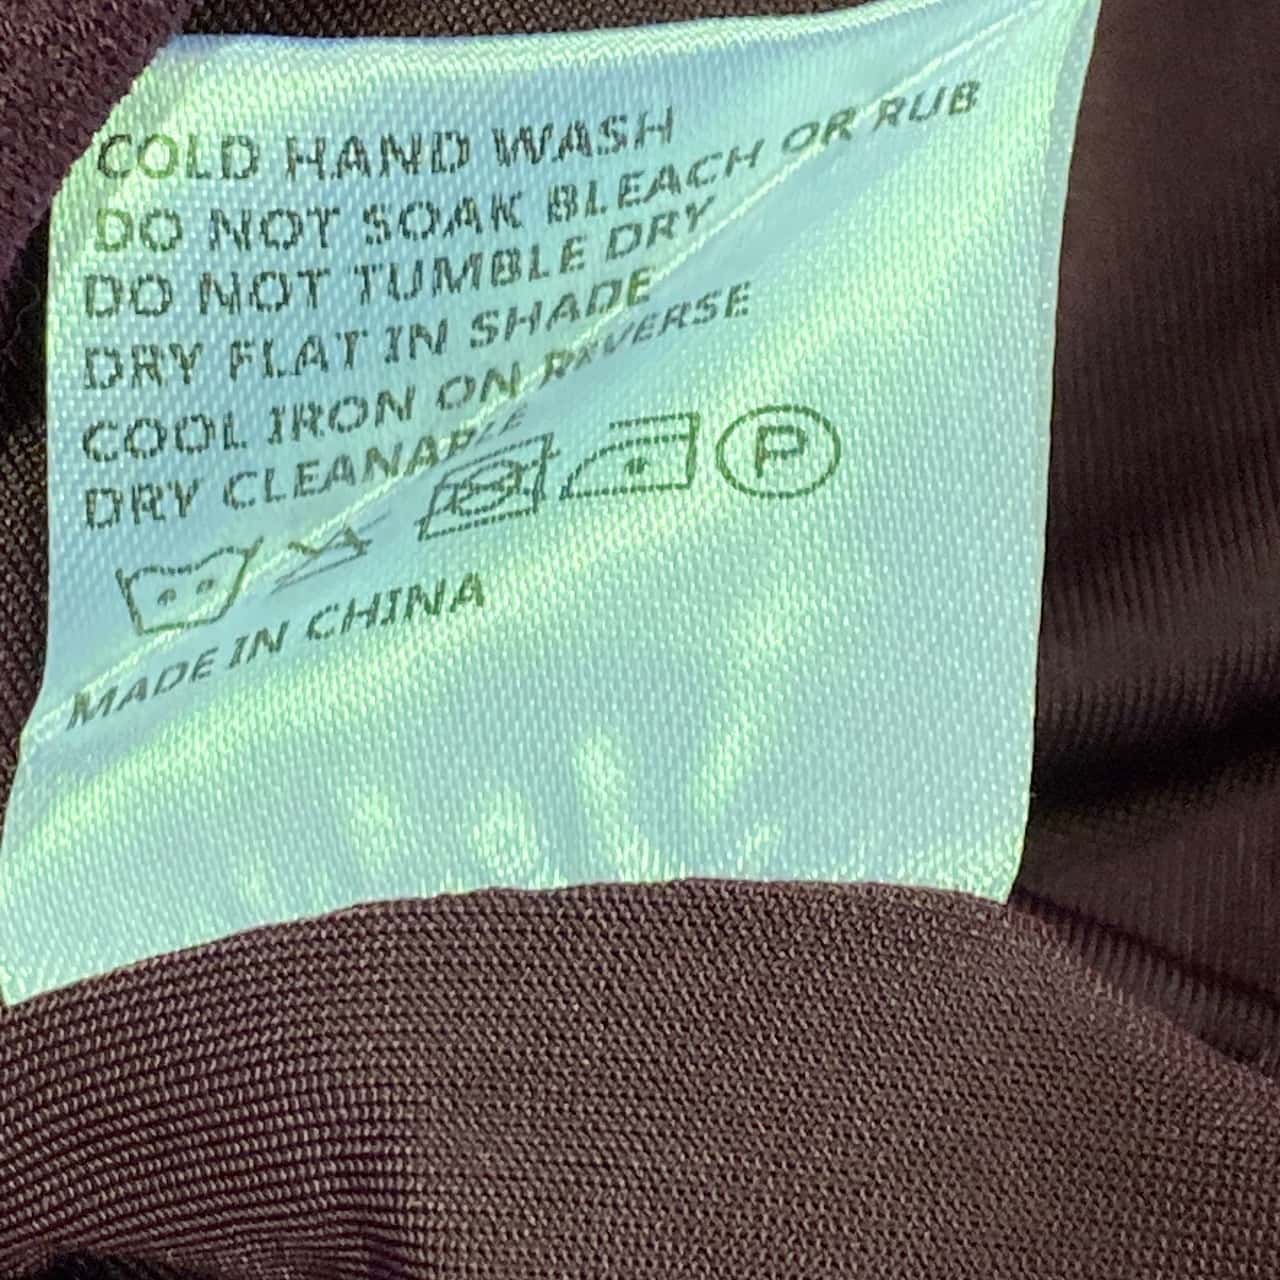 COLD HAND WASH
DO NOT SOAK BLEACH OR RUB
DO NOT TUMBLE DRY
DRY FLAT IN SHADE
COOL IRON ON REVERSE
DRY CLEANABLE
P
MADE IN CHINA